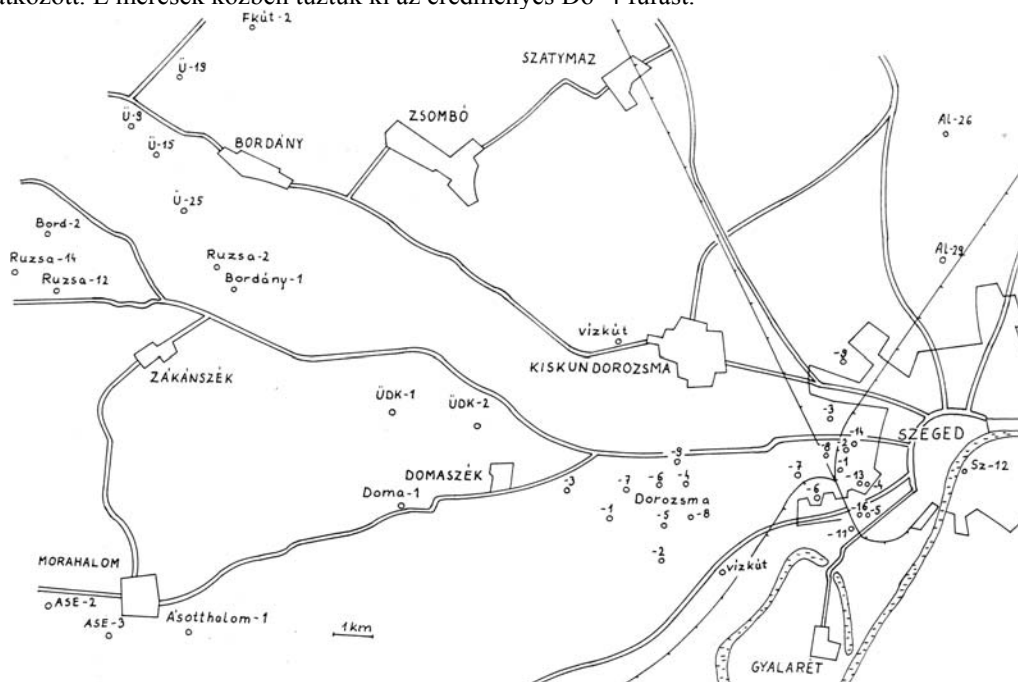 Fkút-2
SZATYMAZ
Ü-19
ZSOMBÓ
Ü-9
Al-26
BORDÁNY
Ü-15
Ü-25
Bord-2
Ruzsa-14
Ruzsa-2
Al-29
Ruzsa-12
Bordány-1
vízkút
-9
KISKUNDOROZSMA
ZÁKÁNSZÉK
ÜDK-1
ÜDK-2
-3
SZEGED
-14
-2
-8
-9
-1
Sz-12
DOMASZÉK
-7
-6
-4
-7
-13
-4
-3
Doma-1
Dorozsma
-6
-1
-5
-8
-16
-5
-11
-2
MORAHALOM
vízkút
ASE-2
ASE-3
Ásotthalom-1
1km
GYALARÉT